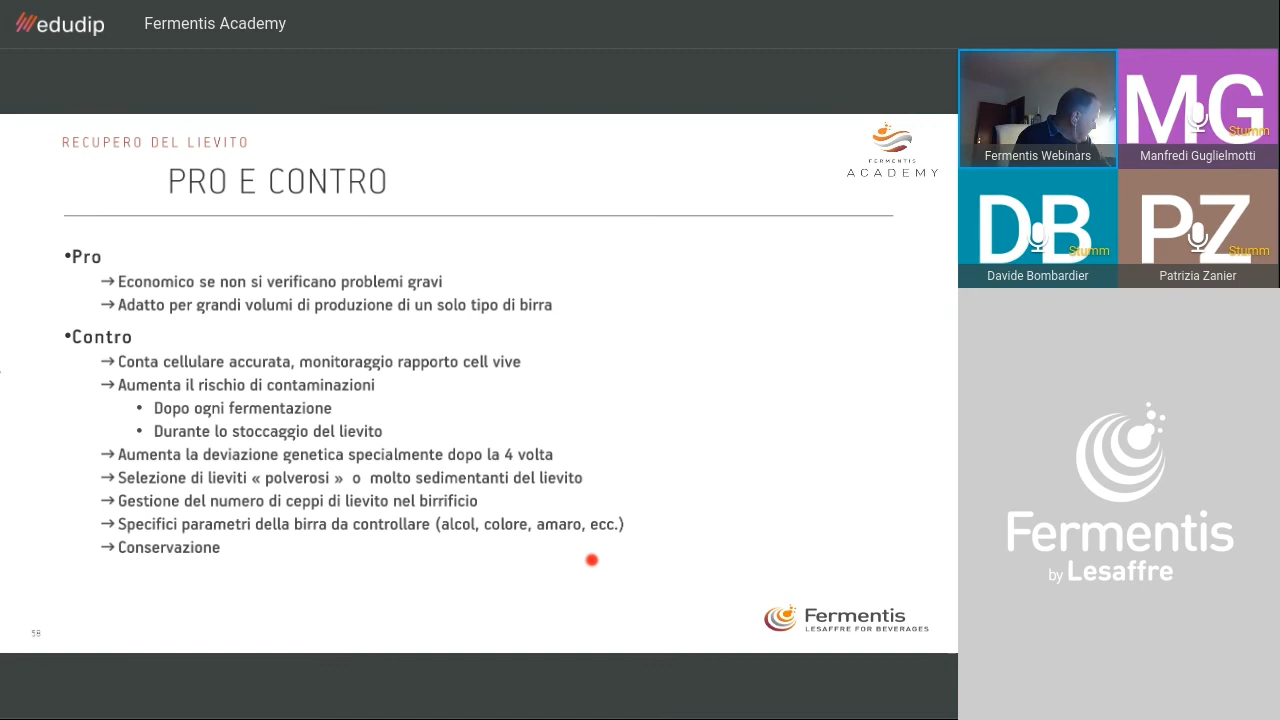 edudip
Fermentis Academy
RECUPERO DEL LIEVITO
PRO E CONTRO
FERMENTIS
ACADEMY
•Pro
→Economico se non si verificano problemi gravi
→Adatto per grandi volumi di produzione di un solo tipo di birra
•Contro
→Conta cellulare accurata, monitoraggio rapporto cell vive
→Aumenta il rischio di contaminazioni
• Dopo ogni fermentazione
• Durante lo stoccaggio del lievito
→Aumenta la deviazione genetica specialmente dopo la 4 volta
→Selezione di lieviti « polverosi » o molto sedimentanti del lievito
→Gestione del numero di ceppi di lievito nel birrificio
→Specifici parametri della birra da controllare (alcol, colore, amaro, ecc.)
→Conservazione
58
Fermentis
LESAFFRE FOR BEVERAGES
Fermentis Webinars
MG
Stumm
Manfredi Guglielmotti
DB
Stumm
Davide Bombardier
PZ
Stumm
Patrizia Zanier
Fermentis
by Lesaffre